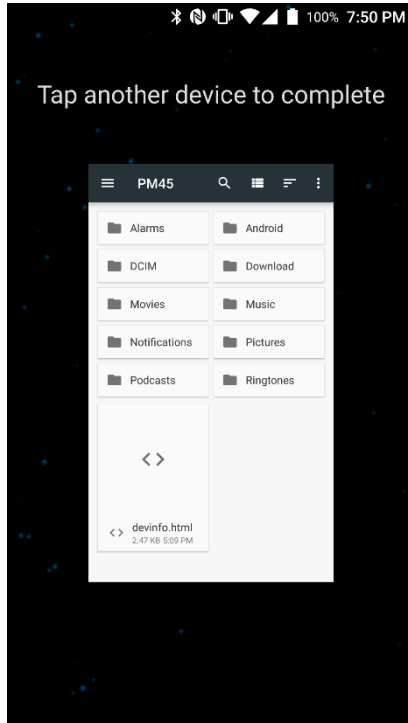 100% 7:50 PM
Tap another device to complete
PM45
Alarms
Android
DCIM
Download
Movies
Music
Notifications
Pictures
Podcasts
Ringtones
devinfo.html
2.47 KB 5:09 PM